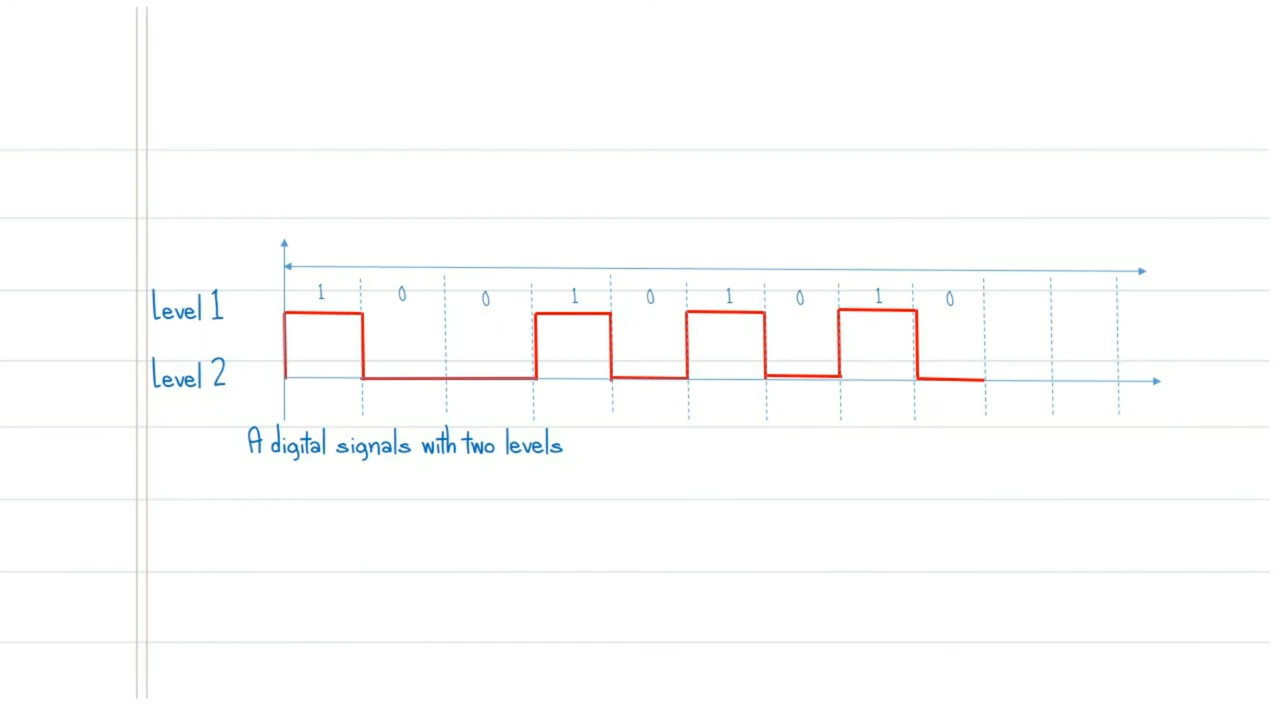 1 0 0 1 0 1 0 1 0
Level 1
Level 2
A digital signals with two levels